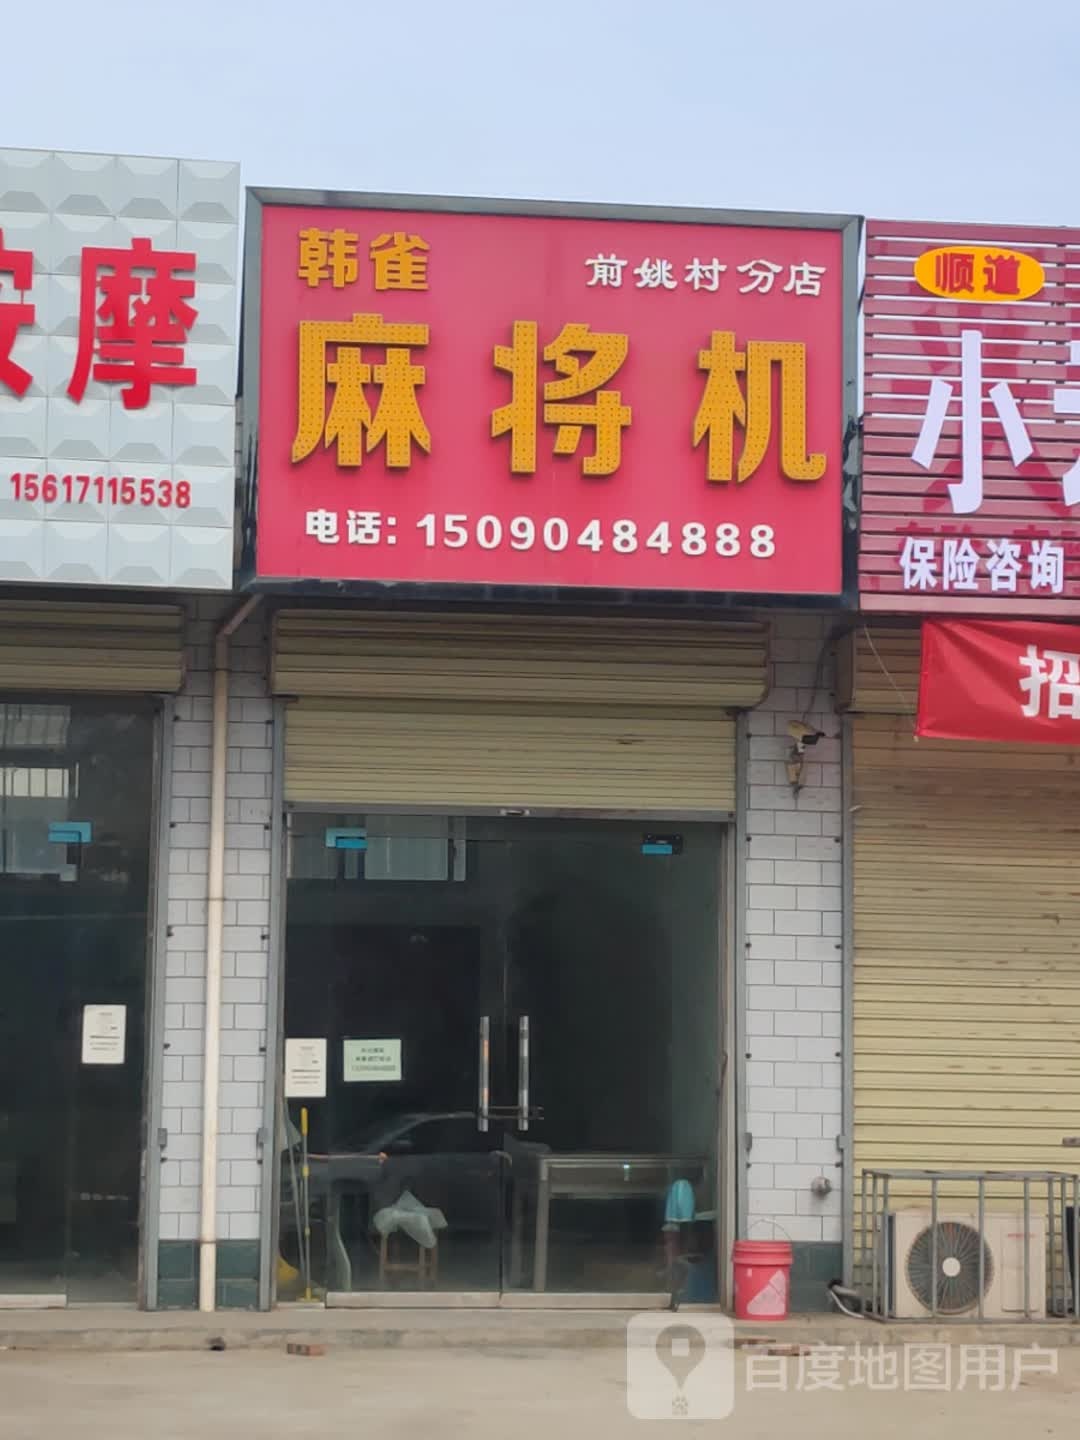 按摩
15617115538
韩雀
前姚村分店
麻将机
电话：15090484888
顺道
小
保险咨询
招
百度地图用户